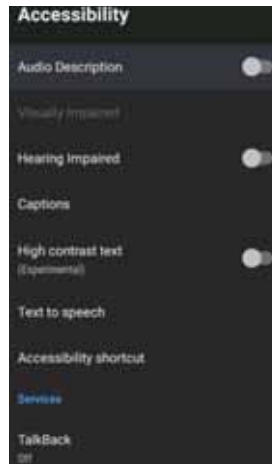 Accessibility
Audio Description
Visually Impaired
Hearing Impaired
Captions
High contrast text
(Experimental)
Text to speech
Accessibility shortcut
Services
TalkBack
Off